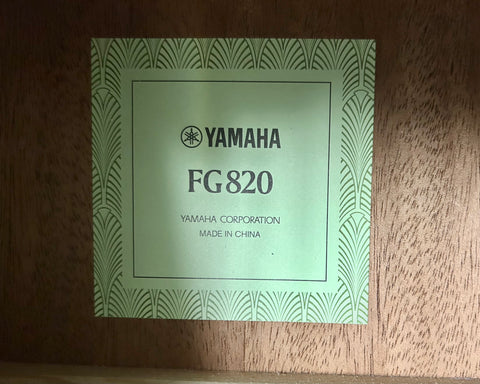 YAMAHA
FG820
YAMAHA CORPORATION
MADE IN CHINA